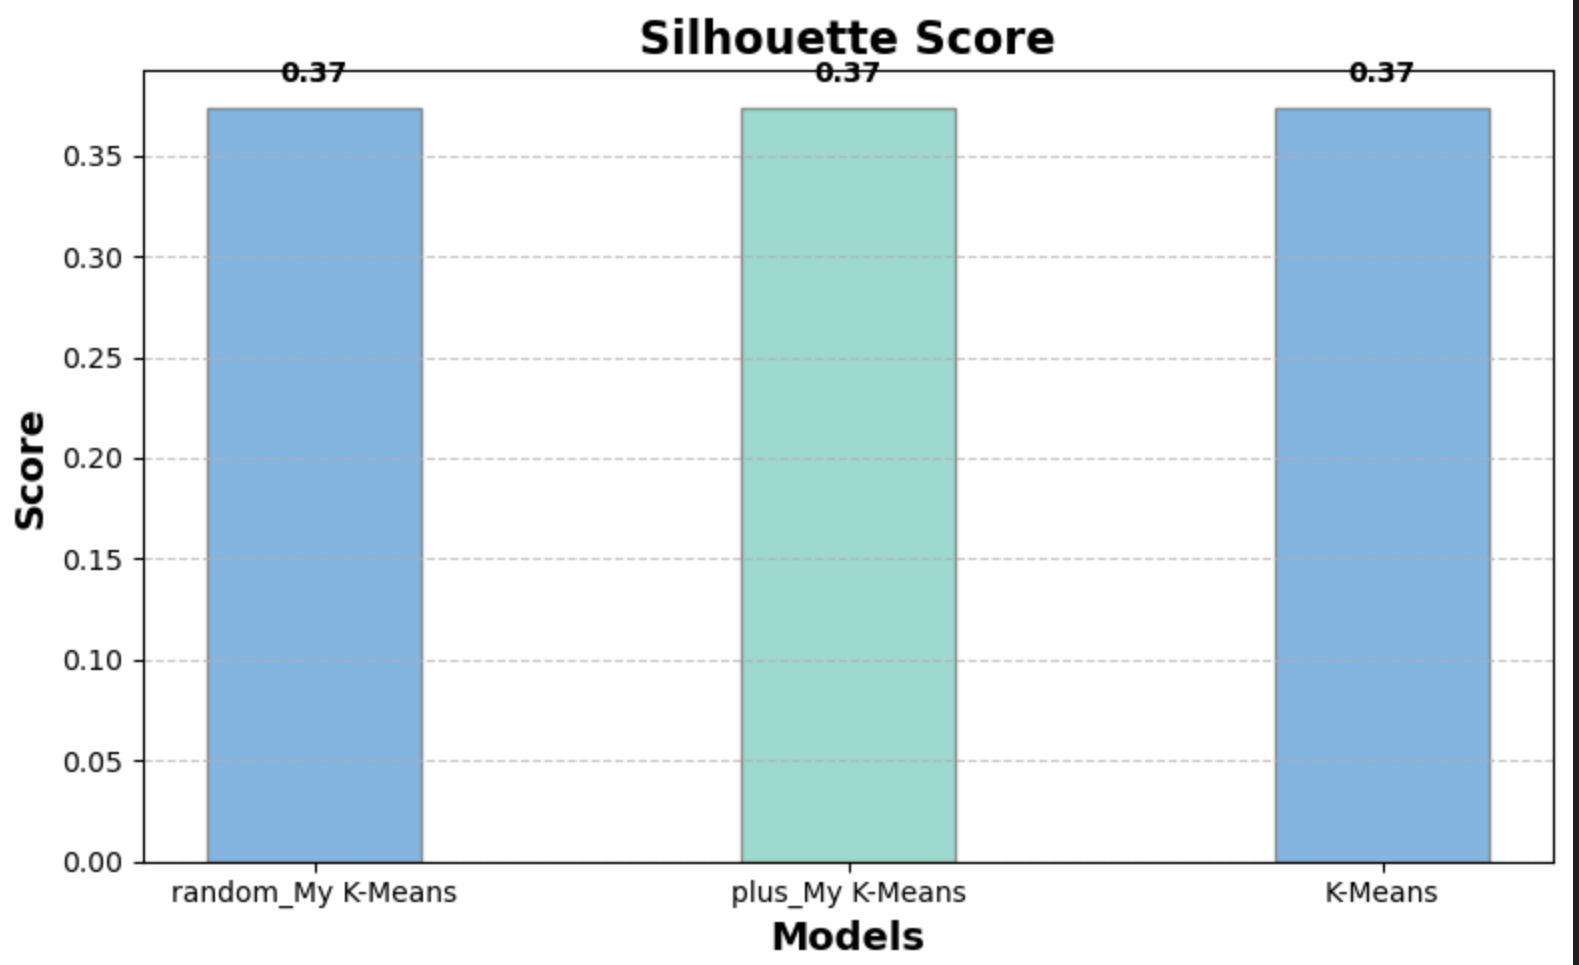 Silhouette Score
0.37 0.37 0.37
0.35
0.30
0.25
0.20
0.15
0.10
0.05
0.00
Score
random_My K-Means plus_My K-Means K-Means
Models